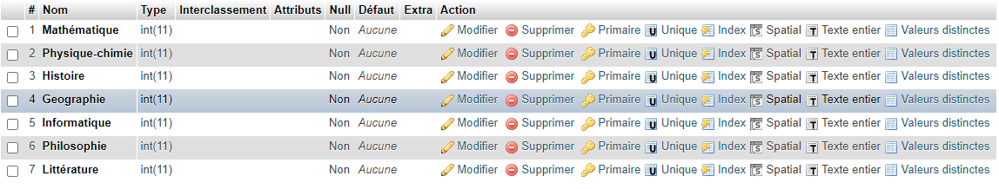 # Nom Type Interclassement Attributs Null Défaut Extra Action
1 Mathématique int(11) Non Aucune Modifier Supprimer Primaire Unique Index Spatial Texte entier Valeurs distinctes
2 Physique-chimie int(11) Non Aucune Modifier Supprimer Primaire Unique Index Spatial Texte entier Valeurs distinctes
3 Histoire int(11) Non Aucune Modifier Supprimer Primaire Unique Index Spatial Texte entier Valeurs distinctes
4 Geographie int(11) Non Aucune Modifier Supprimer Primaire Unique Index Spatial Texte entier Valeurs distinctes
5 Informatique int(11) Non Aucune Modifier Supprimer Primaire Unique Index Spatial Texte entier Valeurs distinctes
6 Philosophie int(11) Non Aucune Modifier Supprimer Primaire Unique Index Spatial Texte entier Valeurs distinctes
7 Littérature int(11) Non Aucune Modifier Supprimer Primaire Unique Index Spatial Texte entier Valeurs distinctes